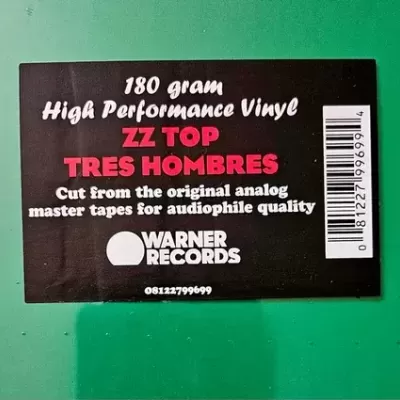 180 gram
High Performance Vinyl
ZZ TOP
TRES HOMBRES
Cut from the original analog
master tapes for audiophile quality
WARNER
RECORDS
08122799699
0 81227 99699 4